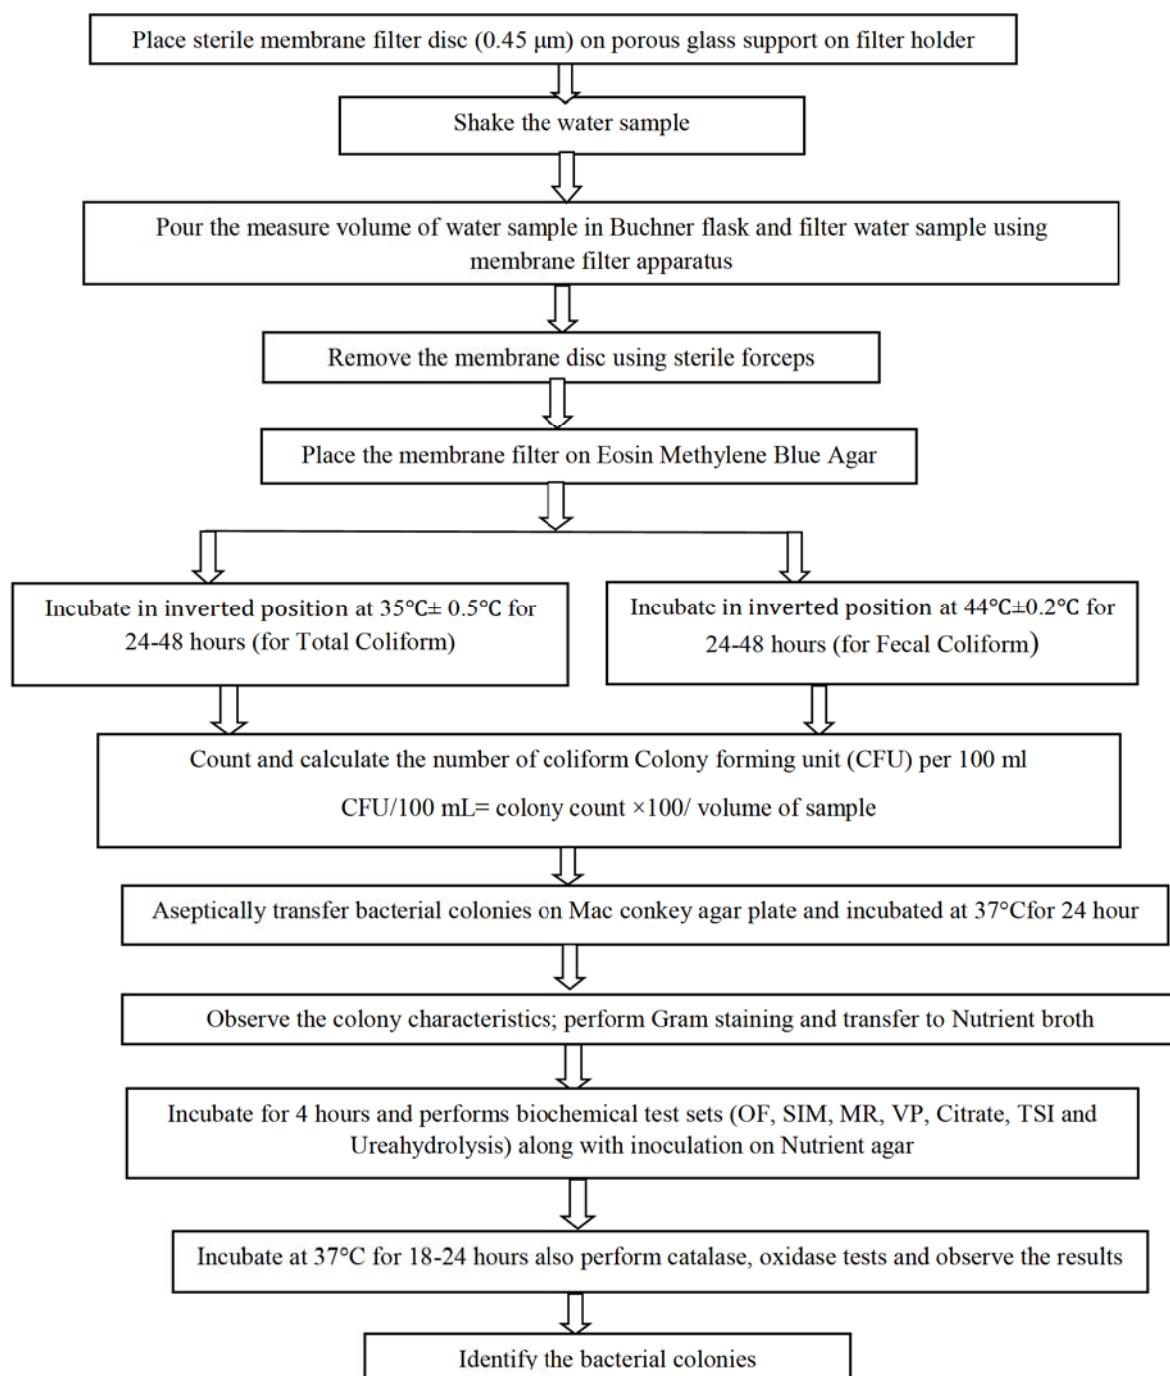 Place sterile membrane filter disc (0.45 μm) on porous glass support on filter holder
Shake the water sample
Pour the measure volume of water sample in Buchner flask and filter water sample using
membrane filter apparatus
Remove the membrane disc using sterile forceps
Place the membrane filter on Eosin Methylene Blue Agar
Incubate in inverted position at 35°C± 0.5°C for
24-48 hours (for Total Coliform)
Incubate in inverted position at 44°C±0.2°C for
24-48 hours (for Fecal Coliform)
Count and calculate the number of coliform Colony forming unit (CFU) per 100 ml
CFU/100 mL= colony count ×100/ volume of sample
Aseptically transfer bacterial colonies on Mac conkey agar plate and incubated at 37°Cfor 24 hour
Observe the colony characteristics; perform Gram staining and transfer to Nutrient broth
Incubate for 4 hours and performs biochemical test sets (OF, SIM, MR, VP, Citrate, TSI and
Ureahydrolysis) along with inoculation on Nutrient agar
Incubate at 37°C for 18-24 hours also perform catalase, oxidase tests and observe the results
Identify the bacterial colonies